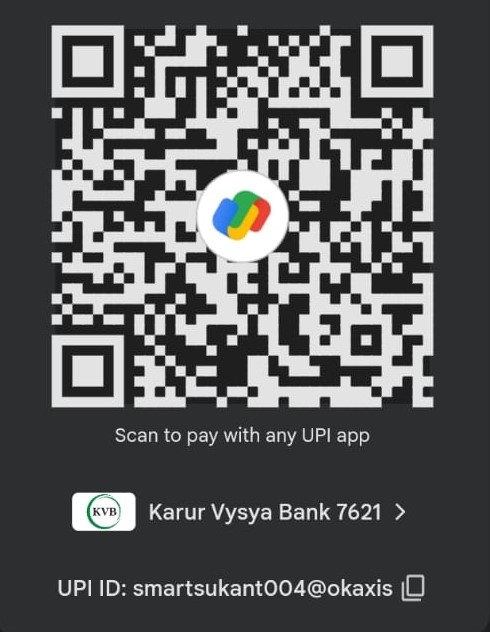 Scan to pay with any UPI app
KVB Karur Vysya Bank 7621
UPI ID: smartsukant004@okaxis